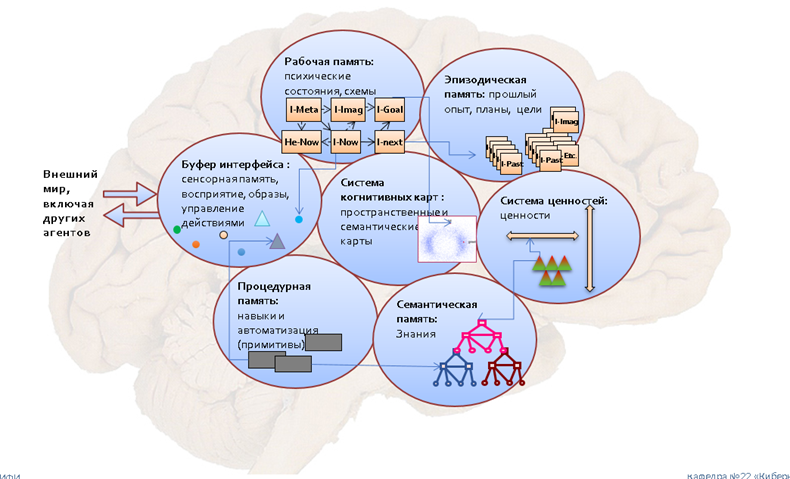 Рабочая память:
психические
состояния, схемы
I-Meta
I-Imag
I-Goal
He-Now
I-Now
I-next
Эпизодическая
память: прошлый
опыт, планы, цели
I-Imag
I-Past
I-Past
Etc
Буфер интерфейса :
сенсорная память,
восприятие, образы,
управление
действиями
Внешний
мир,
включая
других
агентов
Система
когнитивных карт :
пространственные и
семантические
карты
Система ценностей:
ценности
Процедурная
память:
навыки и
автоматизация
(примитивы)
Семантическая
память:
Знания
кафедра №22 «Кибер